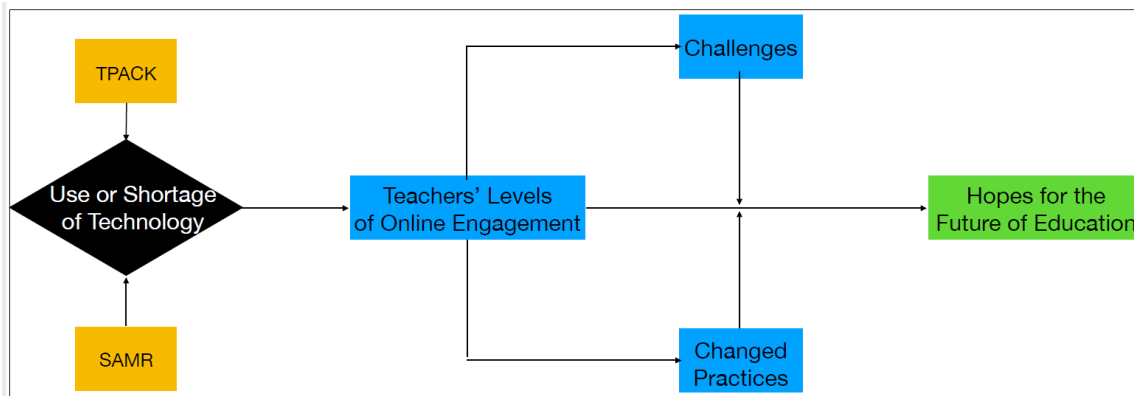 TPACK
Use or Shortage
of Technology
SAMR
Teachers’ Levels
of Online Engagement
Challenges
Changed
Practices
Hopes for the
Future of Education